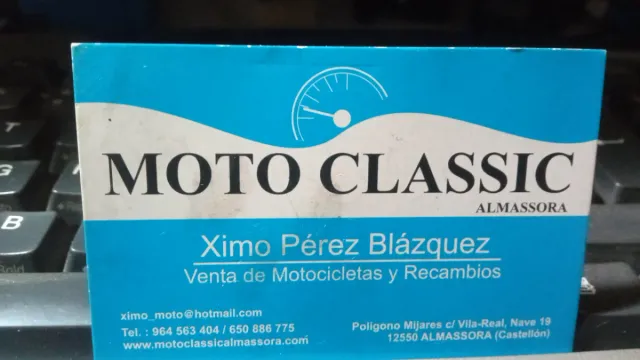 MOTO CLASSIC
ALMASSORA
Ximo Pérez Blázquez
Venta de Motocicletas y Recambios
ximo_moto@hotmail.com
Tel. : 964 563 404 / 650 886 775
www.motoclassicalmassora.com
Poligono Mijares c/ Vila-Real, Nave 19
12550 ALMASSORA (Castellón)
T
B